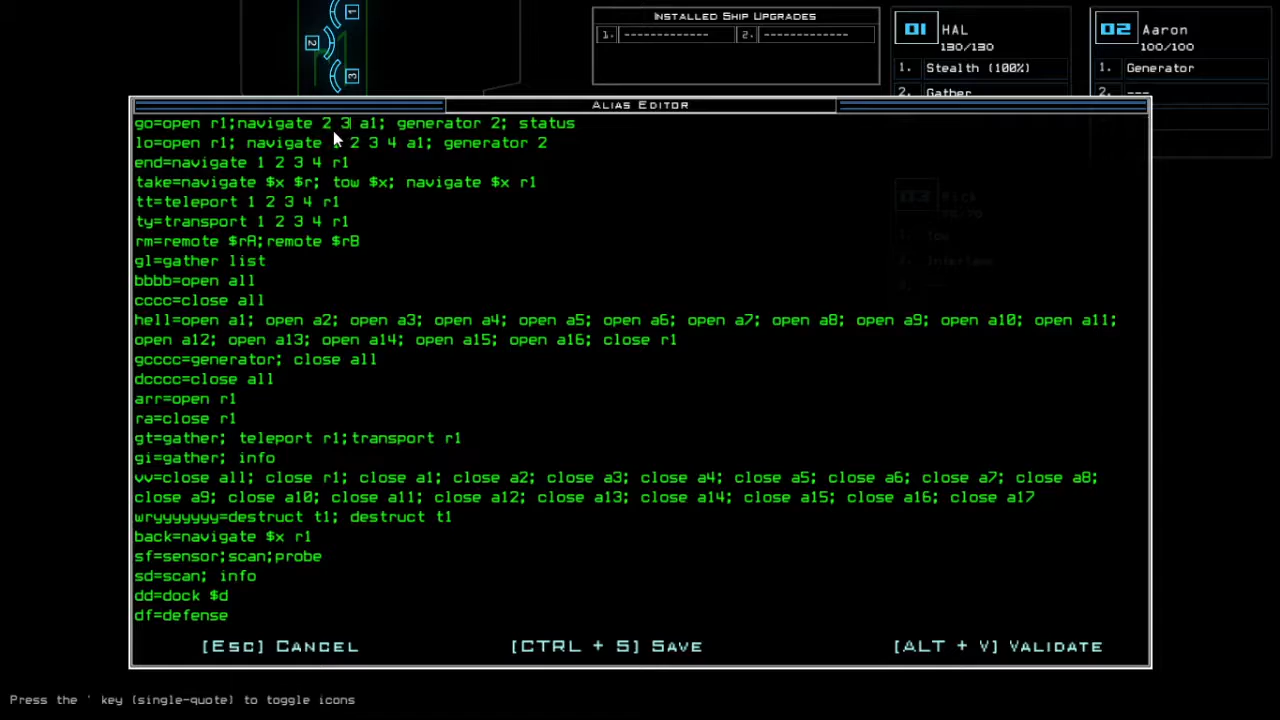 1
2
3
Installed Ship Upgrades
1. ------------- 2. -------------
01 HAL
130/130
1. Stealth (100%)
2. Gather
02 Aaron
100/100
1. Generator
2. ---
Alias Editor
go=open r1;navigate 2 3 a1; generator 2; status
lo=open r1; navigate 1 2 3 4 a1; generator 2
end=navigate 1 2 3 4 r1
take=navigate $x $r; tow $x; navigate $x r1
tt=teleport 1 2 3 4 r1
ty=transport 1 2 3 4 r1
rm=remote $rA;remote $rB
gl=gather list
bbbb=open all
cccc=close all
hell=open a1; open a2; open a3; open a4; open a5; open a6; open a7; open a8; open a9; open a10; open a11;
open a12; open a13; open a14; open a15; open a16; close r1
gcccc=generator; close all
dcccc=close all
arr=open r1
ra=close r1
gt=gather; teleport r1;transport r1
gi=gather; info
vv=close all; close r1; close a1; close a2; close a3; close a4; close a5; close a6; close a7; close a8;
close a9; close a10; close a11; close a12; close a13; close a14; close a15; close a16; close a17
wryyyyyyy=destruct t1; destruct t1
back=navigate $x r1
sf=sensor;scan;probe
sd=scan; info
dd=dock $d
df=defense
03
1. Tow
2.
[Esc] Cancel [CTRL + S] Save [ALT + V] Validate
Press the ' key (single-quote) to toggle icons